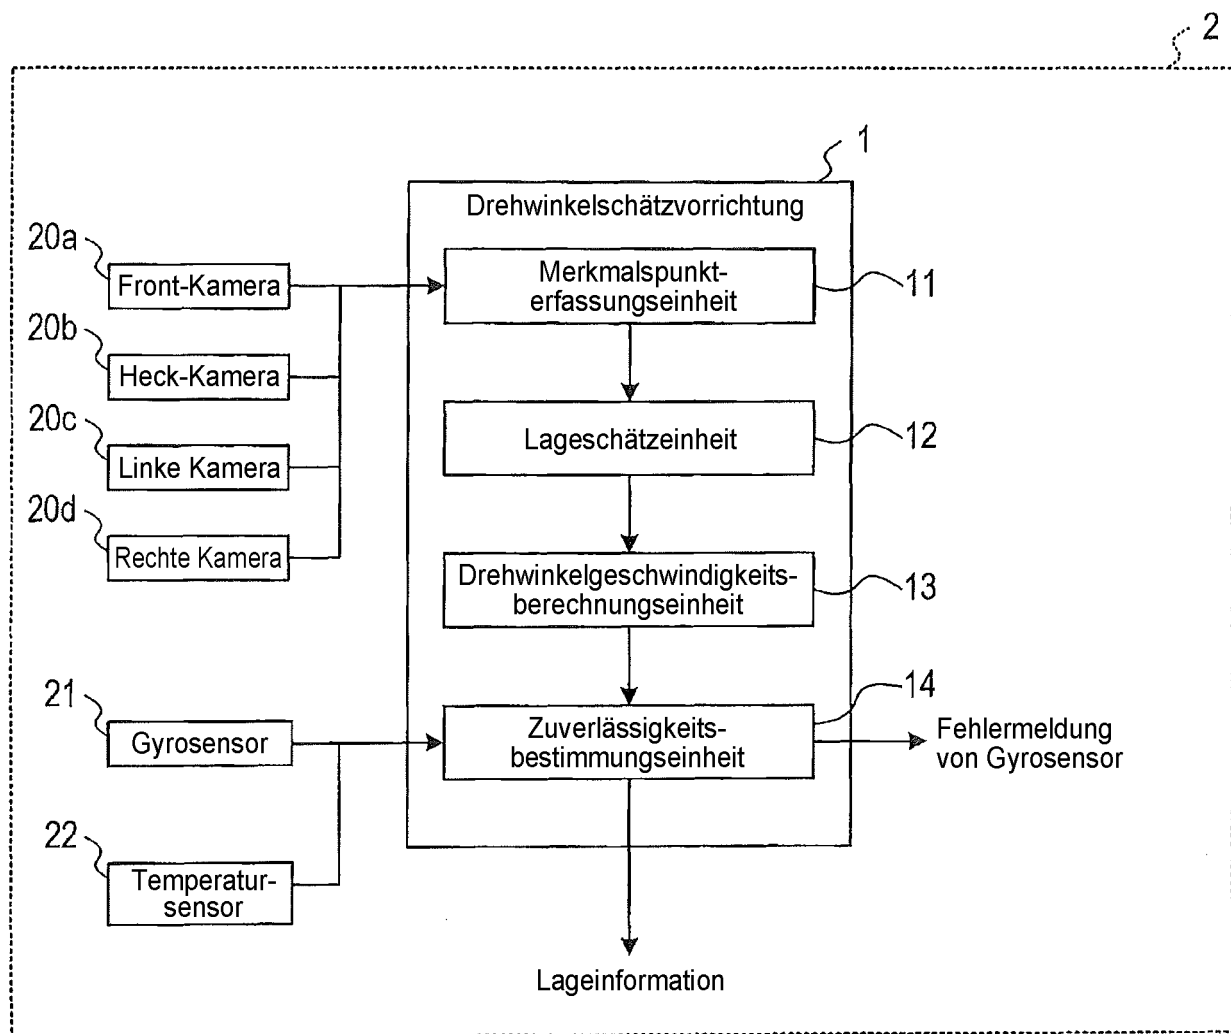 2
1
Drehwinkelschätzvorrichtung
20a
Front-Kamera
Merkmalspunkt-
erfassungseinheit
11
20b
Heck-Kamera
20c
Linke Kamera
Lageschätzeinheit
12
20d
Rechte Kamera
Drehwinkelgeschwindigkeits-
berechnungseinheit
13
21
Gyrosensor
Zuverlässigkeits-
bestimmungseinheit
14
Fehlermeldung
von Gyrosensor
22
Temperatur-
sensor
Lageinformation